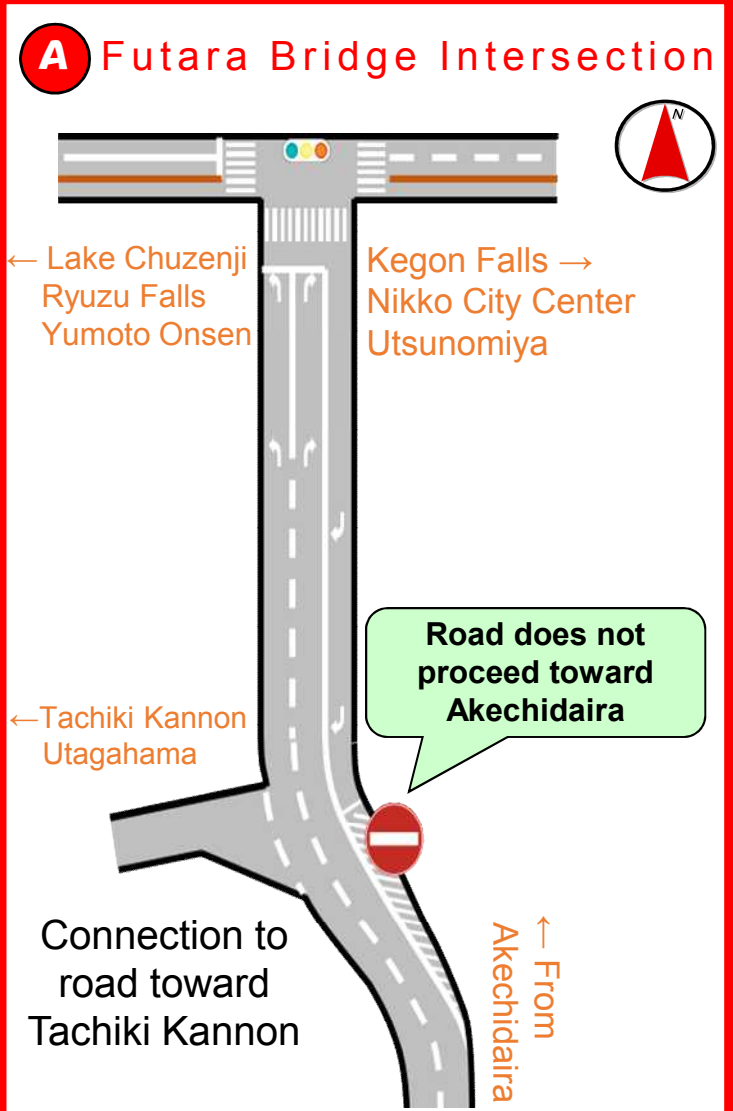 A Futara Bridge Intersection
N
← Lake Chuzenji
Ryuzu Falls
Yumoto Onsen
Kegon Falls →
Nikko City Center
Utsunomiya
Road does not
proceed toward
Akechidaira
←Tachiki Kannon
Utagahama
Connection to
road toward
Tachiki Kannon
← From
Akechidaira